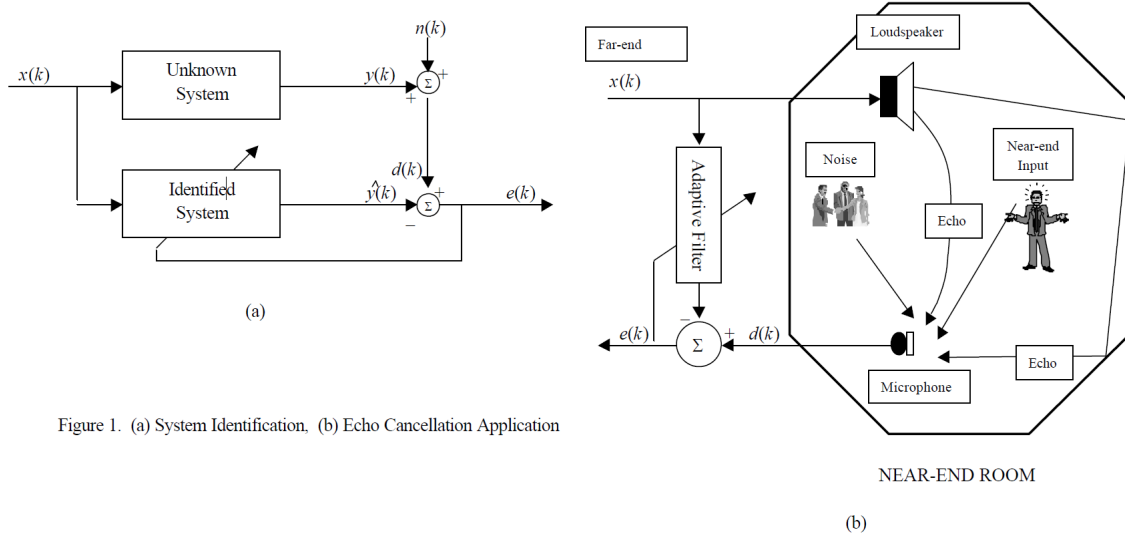 n(k)
x(k)
Unknown
System
y(k)
Σ
+
+
d(k)
Identified
System
ŷ(k)
+
Σ
−
e(k)
(a)
Figure 1. (a) System Identification, (b) Echo Cancellation Application
Far-end
x(k)
Loudspeaker
Adaptive Filter
Noise
Near-end
Input
Echo
−
e(k)
Σ
+
d(k)
Echo
Microphone
NEAR-END ROOM
(b)